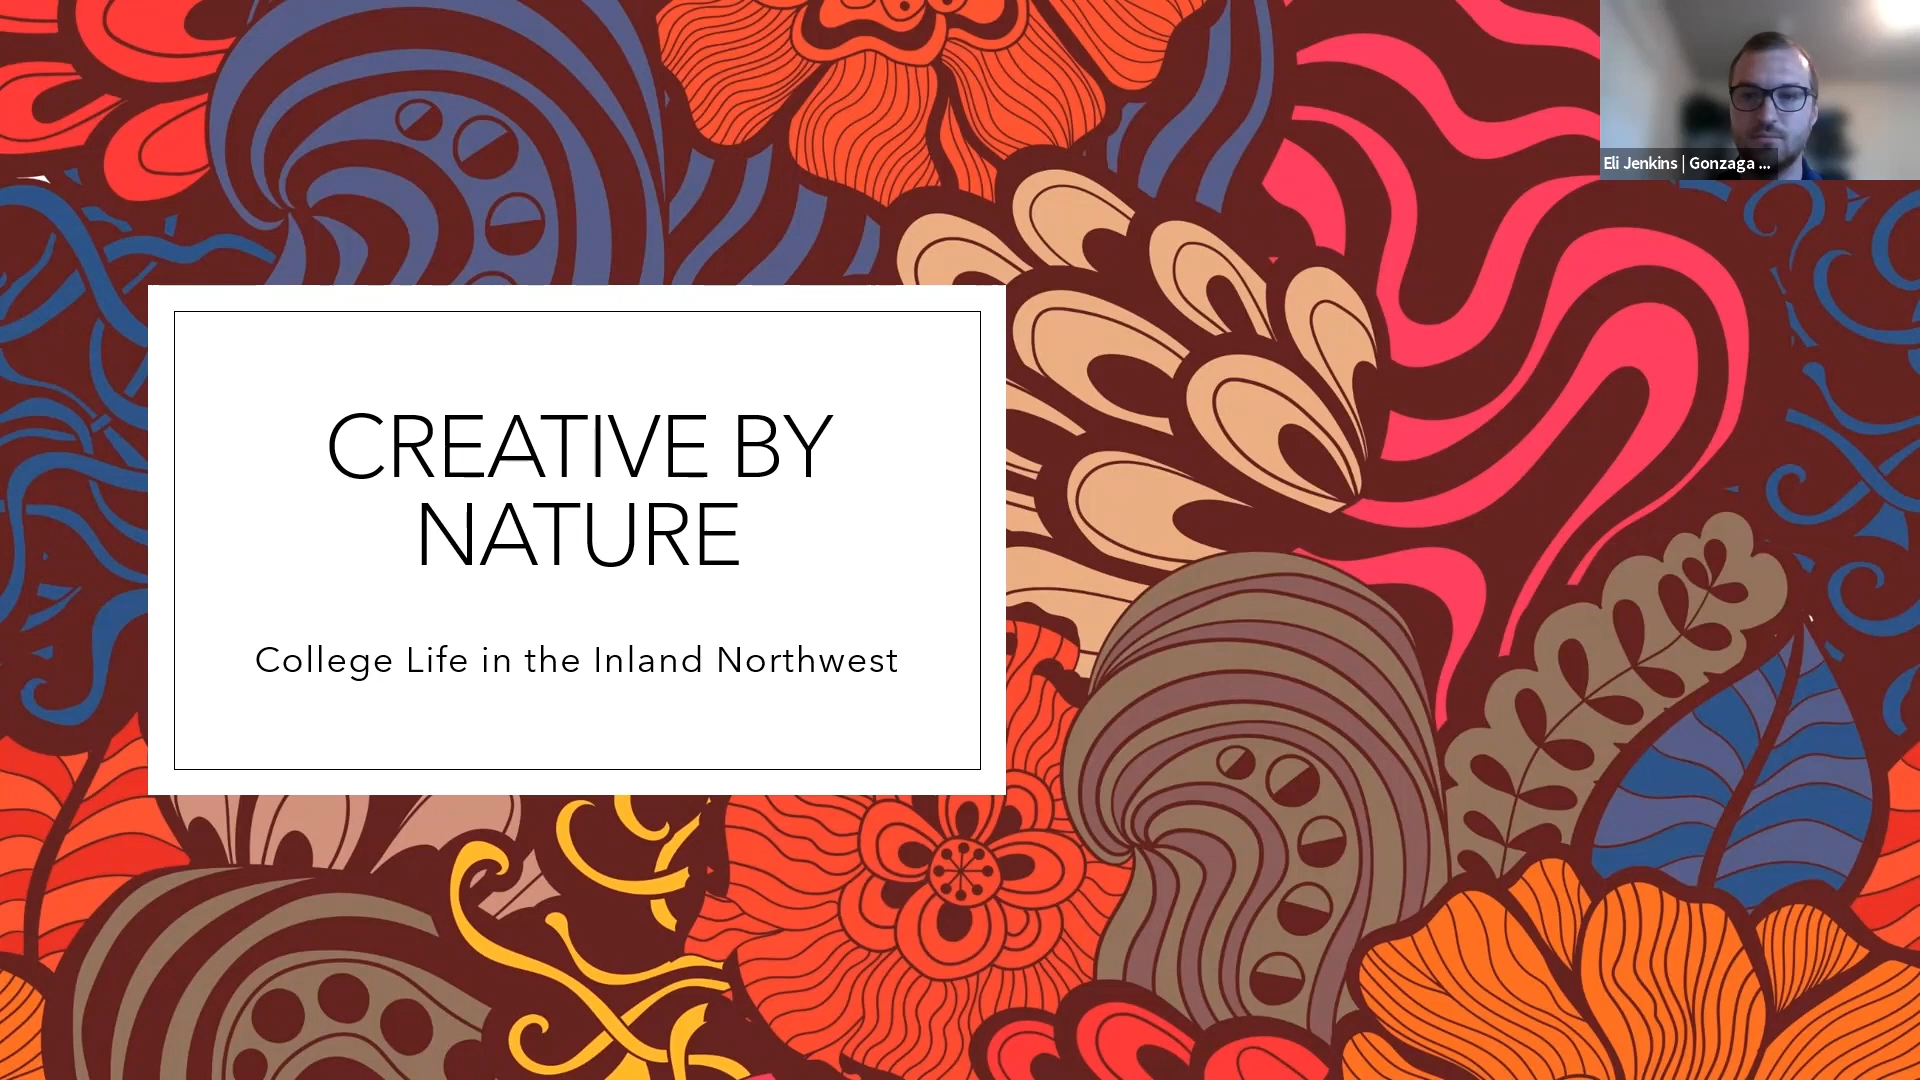 Eli Jenkins | Gonzaga ...
CREATIVE BY
NATURE
College Life in the Inland Northwest